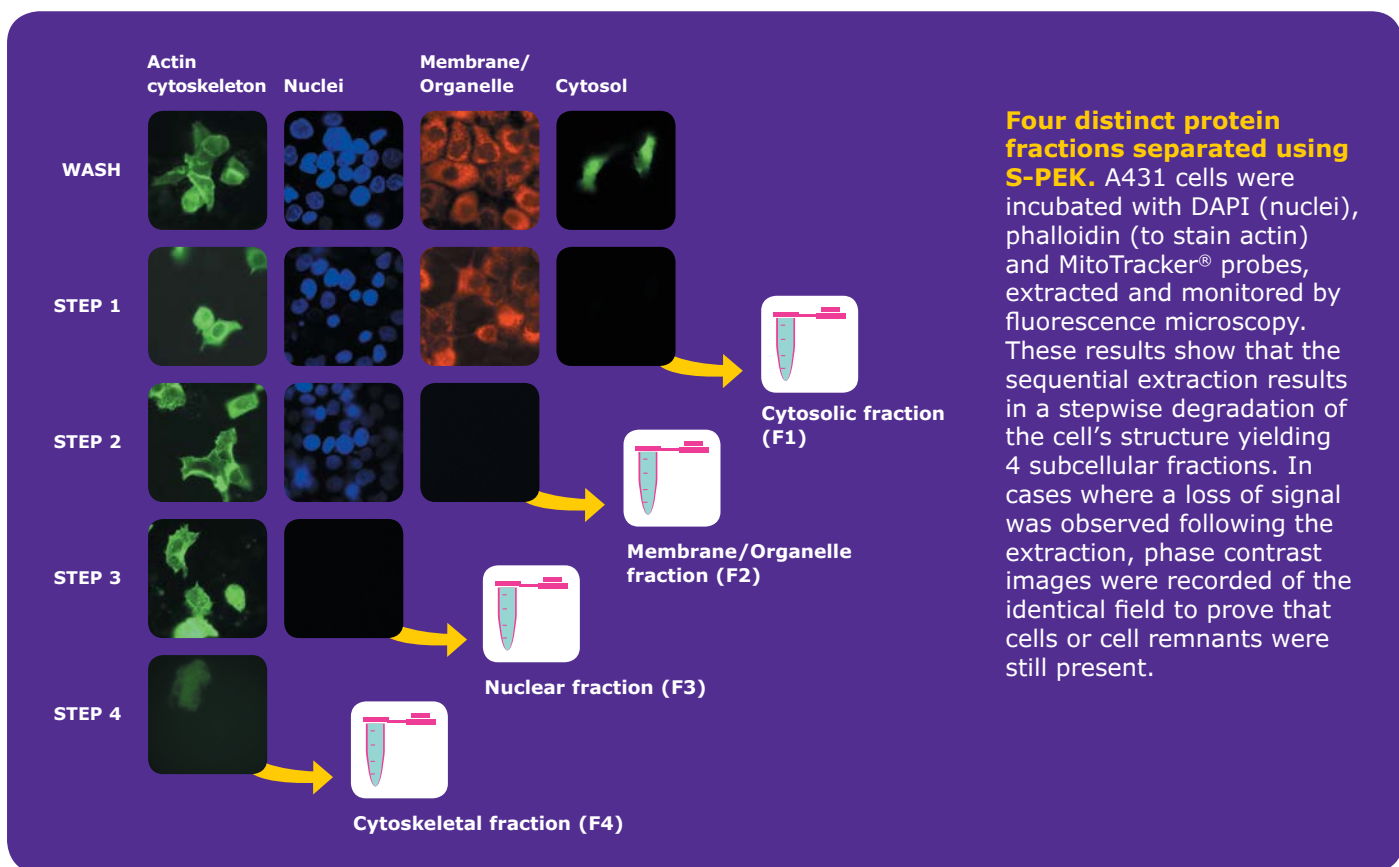 Actin
cytoskeleton
Nuclei
Membrane/
Organelle
Cytosol
WASH
STEP 1
STEP 2
STEP 3
STEP 4
Cytosolic fraction
(F1)
Membrane/Organelle
fraction (F2)
Nuclear fraction (F3)
Cytoskeletal fraction (F4)
Four distinct protein
fractions separated using
S-PEK. A431 cells were
incubated with DAPI (nuclei),
phalloidin (to stain actin)
and MitoTracker® probes,
extracted and monitored by
fluorescence microscopy.
These results show that the
sequential extraction results
in a stepwise degradation of
the cell’s structure yielding
4 subcellular fractions. In
cases where a loss of signal
was observed following the
extraction, phase contrast
images were recorded of the
identical field to prove that
cells or cell remnants were
still present.